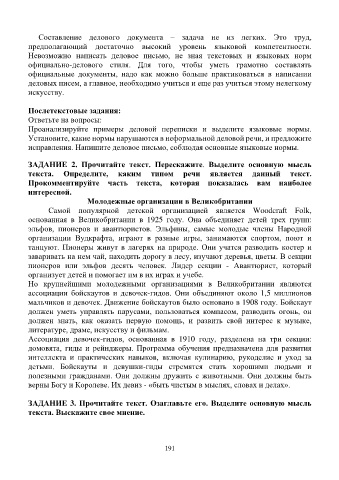 Составление делового документа – задача не из легких. Это труд,
предполагающий достаточно высокий уровень языковой компетентности.
Невозможно написать деловое письмо, не зная текстовых и языковых норм
официально-делового стиля. Для того, чтобы уметь грамотно составлять
официальные документы, надо как можно больше практиковаться в написании
деловых писем, а главное, необходимо учиться и еще раз учиться этому нелегкому
искусству.
Послетекстовые задания:
Ответьте на вопросы:
Проанализируйте примеры деловой переписки и выделите языковые нормы.
Установите, какие нормы нарушаются в неформальной деловой речи, и предложите
исправления. Напишите деловое письмо, соблюдая основные языковые нормы.
ЗАДАНИЕ 2. Прочитайте текст. Перескажите. Выделите основную мысль
текста. Определите, каким типом речи является данный текст.
Прокомментируйте часть текста, которая показалась вам наиболее
интересной.
Молодежные организации в Великобритании
Самой популярной детской организацией является Woodcraft Folk,
основанная в Великобритании в 1925 году. Она объединяет детей трех групп:
эльфов, пионеров и авантюристов. Эльфины, самые молодые члены Народной
организации Вудкрафта, играют в разные игры, занимаются спортом, поют и
танцуют. Пионеры живут в лагерях на природе. Они учатся разводить костер и
заваривать на нем чай, находить дорогу в лесу, изучают деревья, цветы. В секции
пионеров или эльфов десять человек. Лидер секции - Авантюрист, который
организует детей и помогает им в их играх и учебе.
Но крупнейшими молодежными организациями в Великобритании являются
ассоциации бойскаутов и девочек-гидов. Они объединяют около 1,5 миллионов
мальчиков и девочек. Движение бойскаутов было основано в 1908 году. Бойскаут
должен уметь управлять парусами, пользоваться компасом, разводить огонь, он
должен знать, как оказать первую помощь, и развить свой интерес к музыке,
литературе, драме, искусству и фильмам.
Ассоциация девочек-гидов, основанная в 1910 году, разделена на три секции:
домовята, гиды и рейнджеры. Программа обучения предназначена для развития
интеллекта и практических навыков, включая кулинарию, рукоделие и уход за
детьми. Бойскауты и девушки-гиды стремятся стать хорошими людьми и
полезными гражданами. Они должны дружить с животными. Они должны быть
верны Богу и Королеве. Их девиз - «быть чистым в мыслях, словах и делах».
ЗАДАНИЕ 3. Прочитайте текст. Озаглавьте его. Выделите основную мысль
текста. Выскажите свое мнение.
191